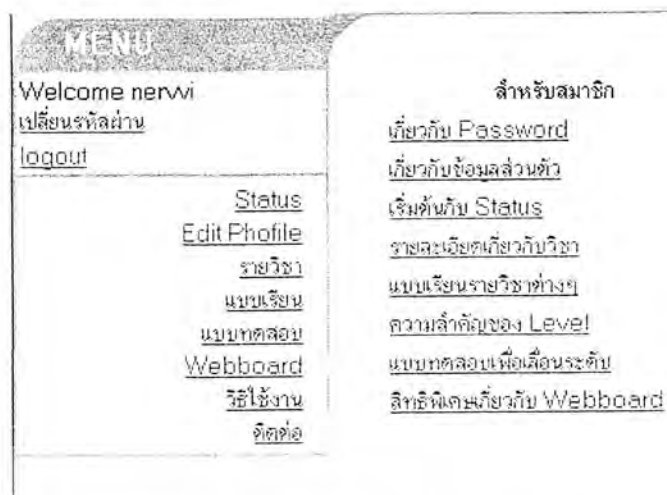 MENU
Welcome nerwi
เปลี่ยนรหัสผ่าน
logout
Status
Edit Phofile
รายวิชา
แบบเรียน
แบบทดสอบ
Webboard
วิธีใช้งาน
ติดต่อ
สำหรับสมาชิก
เกี่ยวกับ Password
เกี่ยวกับข้อมูลส่วนตัว
เริ่มต้นกับ Status
รายละเอียดเกี่ยวกับวิชา
แบบเรียนรายวิชาต่างๆ
ความสำคัญของ Level
แบบทดสอบเพื่อเลื่อนระดับ
สิทธิพิเศษเกี่ยวกับ Webboard